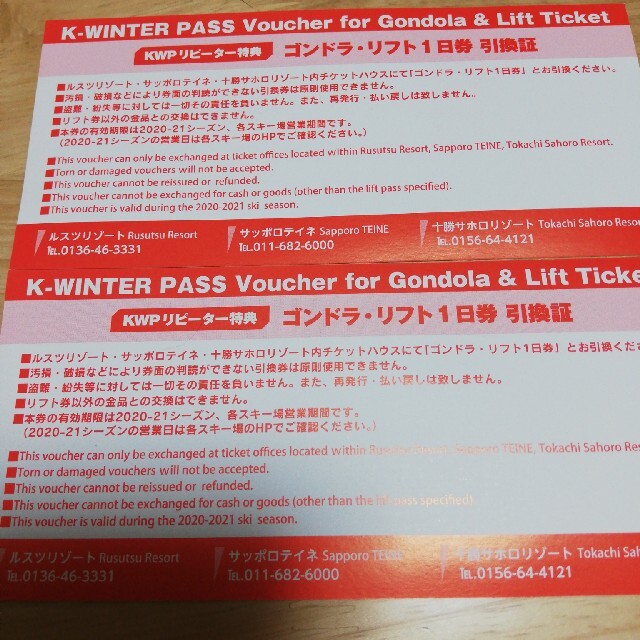 K-WINTER PASS Voucher for Gondola & Lift Ticket
KWPリピーター特典 ゴンドラ・リフト1日券 引換証
■ルスツリゾート・サッポロテイネ・十勝サホロリゾート内チケットハウスにて「ゴンドラ・リフト1日券」とお引換ください。
■汚損・破損などにより券面の判読ができない引換券は原則使用できません。
■盗難・紛失等に対しては一切その責任を負いません。また、再発行・払い戻しは致しません。
■リフト券以外の金品との交換はできません。
■本券の有効期限は2020-21シーズン、各スキー場営業期間です。
(2020-21シーズンの営業日は各スキー場のHPでご確認ください。)
■This voucher can only be exchanged at ticket offices located within Rusutsu Resort, Sapporo TEINE, Tokachi Sahoro Resort.
■Torn or damaged vouchers will not be accepted.
■This voucher cannot be reissued or refunded.
■This voucher cannot be exchanged for cash or goods (other than the lift pass specified).
■This voucher is valid during the 2020-2021 ski season.
ルスツリゾート Rusutsu Resort サッポロテイネ Sapporo TEINE 十勝サホロリゾート Tokachi Sahoro Resort
TEL.0136-46-3331 TEL.011-682-6000 TEL.0156-64-4121
K-WINTER PASS Voucher for Gondola & Lift Ticke
KWPリピーター特典 ゴンドラ・リフト1日券 引換証
■ルスツリゾート・サッポロテイネ・十勝サホロリゾート内チケットハウスにて「ゴンドラ・リフト1日券」とお引換くださ
■汚損・破損などにより券面の判読ができない引換券は原則使用できません。
■盗難・紛失等に対しては一切その責任を負いません。また、再発行・払い戻しは致しません。
■リフト券以外の金品との交換はできません。
■本券の有効期限は2020-21シーズン、各スキー場営業期間です。
(2020-21シーズンの営業日は各スキー場のHPでご確認ください。)
■This voucher can only be exchanged at ticket offices located within Rusutsu Resort, Sapporo TEINE, Tokachi Sahoro Reso
■Torn or damaged vouchers will not be accepted.
■This voucher cannot be reissued or refunded.
■This voucher cannot be exchanged for cash or goods (other than the lift pass specified).
■This voucher is valid during the 2020-2021 ski season.
ルスツリゾート Rusutsu Resort サッポロテイネ Sapporo TEINE 十勝サホロリゾート Tokachi Saho
TEL.0136-46-3331 TEL.011-682-6000 TEL.0156-64-4121